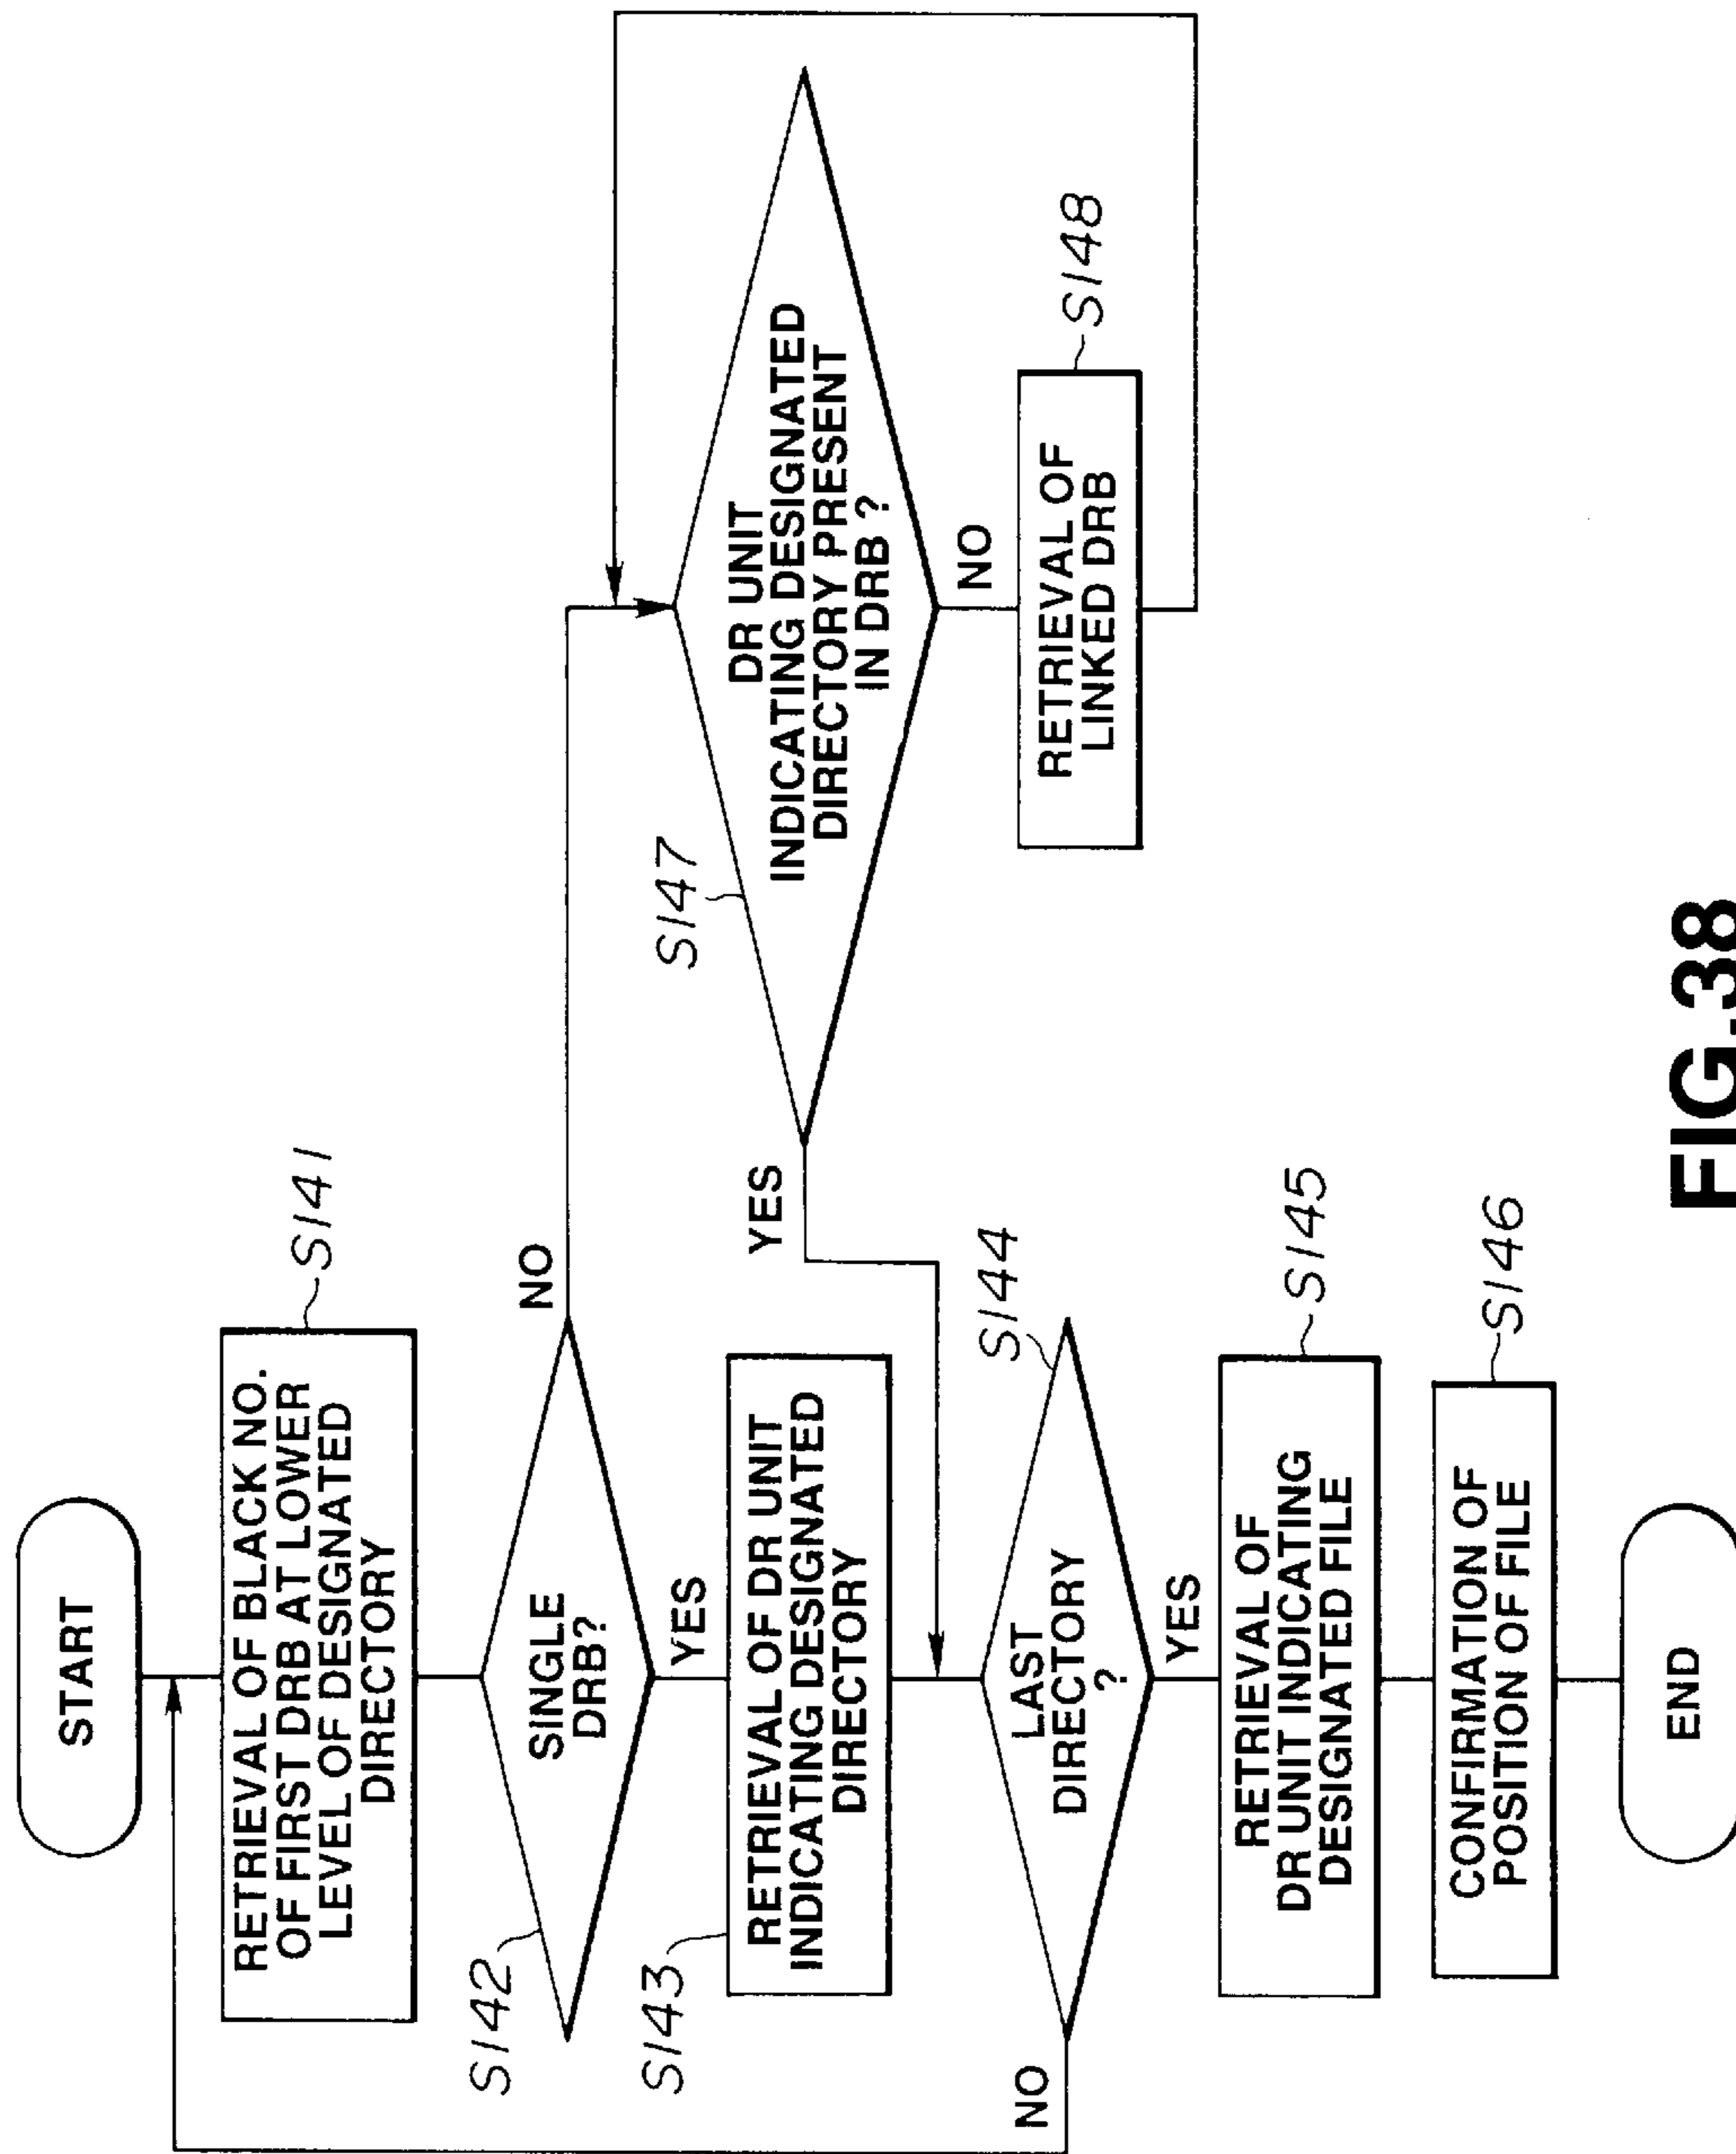 START
RETRIEVAL OF BLACK NO.
OF FIRST DRB AT LOWER
LEVEL OF DESIGNATED
DIRECTORY
S141
SINGLE
DRB?
S142
NO
YES
RETRIEVAL OF DR UNIT
INDICATING DESIGNATED
DIRECTORY
S143
LAST
DIRECTORY
?
S144
NO
YES
RETRIEVAL OF
DR UNIT INDICATING
DESIGNATED FILE
S145
CONFIRMATION OF
POSITION OF FILE
S146
END
DR UNIT
INDICATING DESIGNATED
DIRECTORY PRESENT
IN DRB ?
S147
YES
NO
RETRIEVAL OF
LINKED DRB
S148
FIG.38